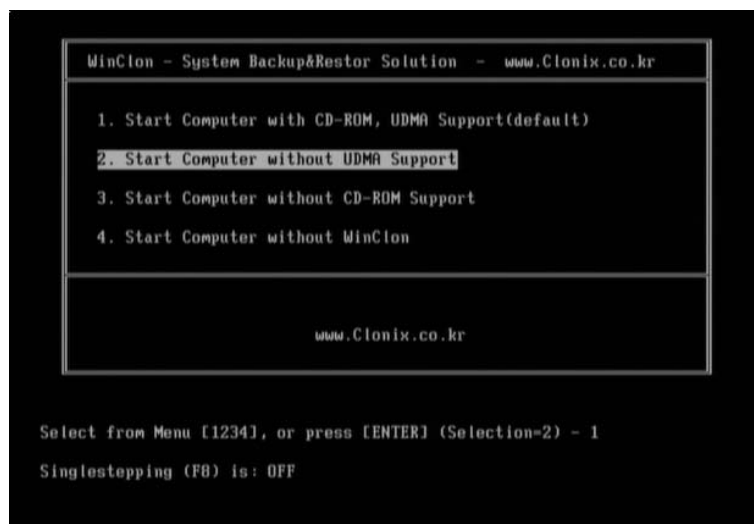 WinClon - System Backup&Restor Solution - www.Clonix.co.kr
1. Start Computer with CD-ROM, UDMA Support(default)
2. Start Computer without UDMA Support
3. Start Computer without CD-ROM Support
4. Start Computer without WinClon
www.Clonix.co.kr
Select from Menu [1234], or press [ENTER] (Selection=2) - 1
Singlestepping (F8) is: OFF